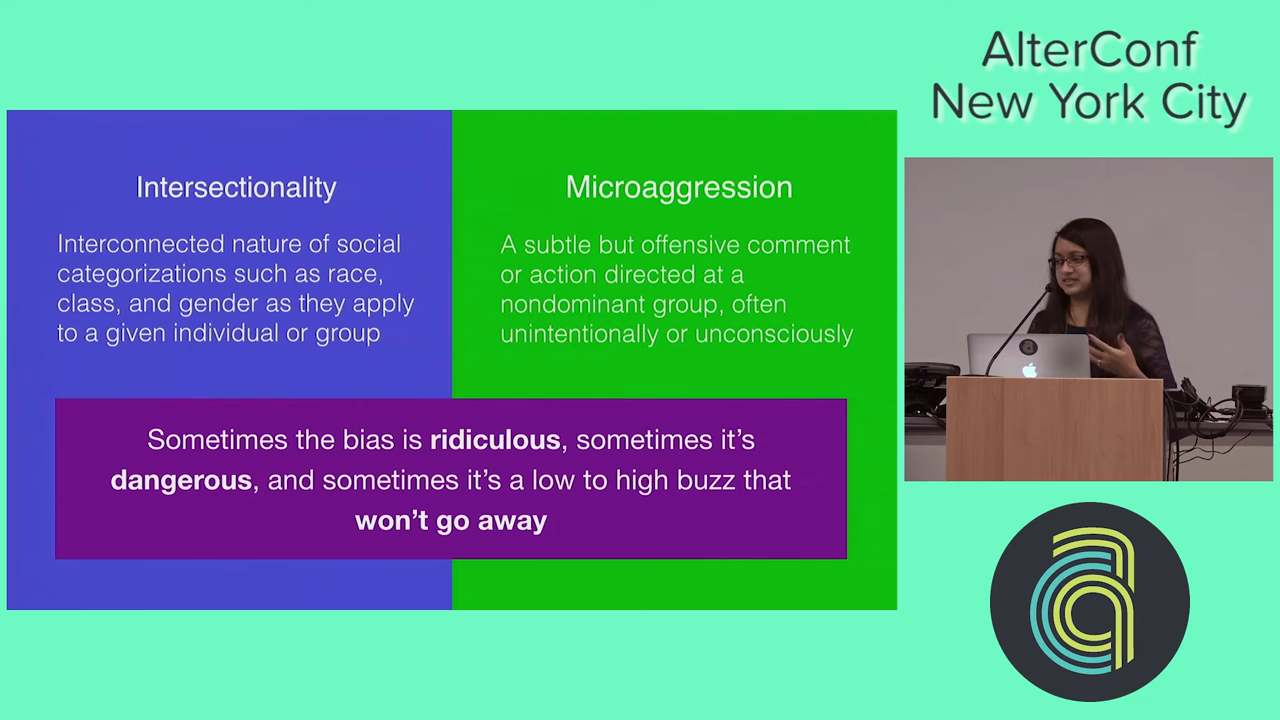 AlterConf
New York City
Intersectionality
Interconnected nature of social
categorizations such as race,
class, and gender as they apply
to a given individual or group
Microaggression
A subtle but offensive comment
or action directed at a
nondominant group, often
unintentionally or unconsciously
Sometimes the bias is ridiculous, sometimes it’s
dangerous, and sometimes it’s a low to high buzz that
won’t go away